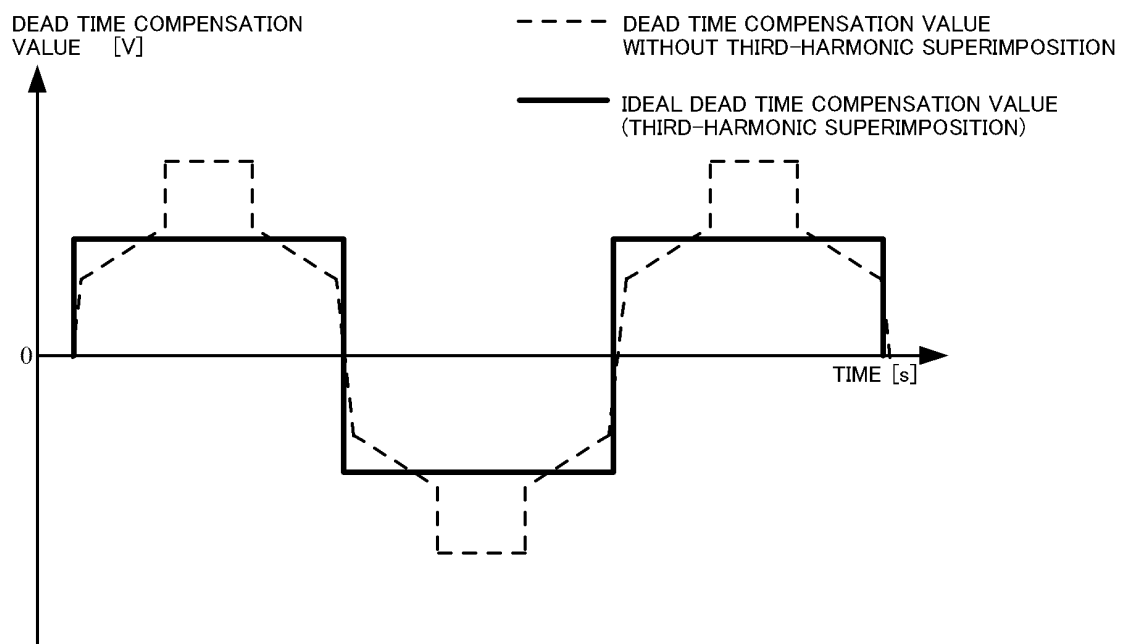 DEAD TIME COMPENSATION
VALUE [V]
DEAD TIME COMPENSATION VALUE
WITHOUT THIRD-HARMONIC SUPERIMPOSITION
IDEAL DEAD TIME COMPENSATION VALUE
(THIRD-HARMONIC SUPERIMPOSITION)
0
TIME [s]